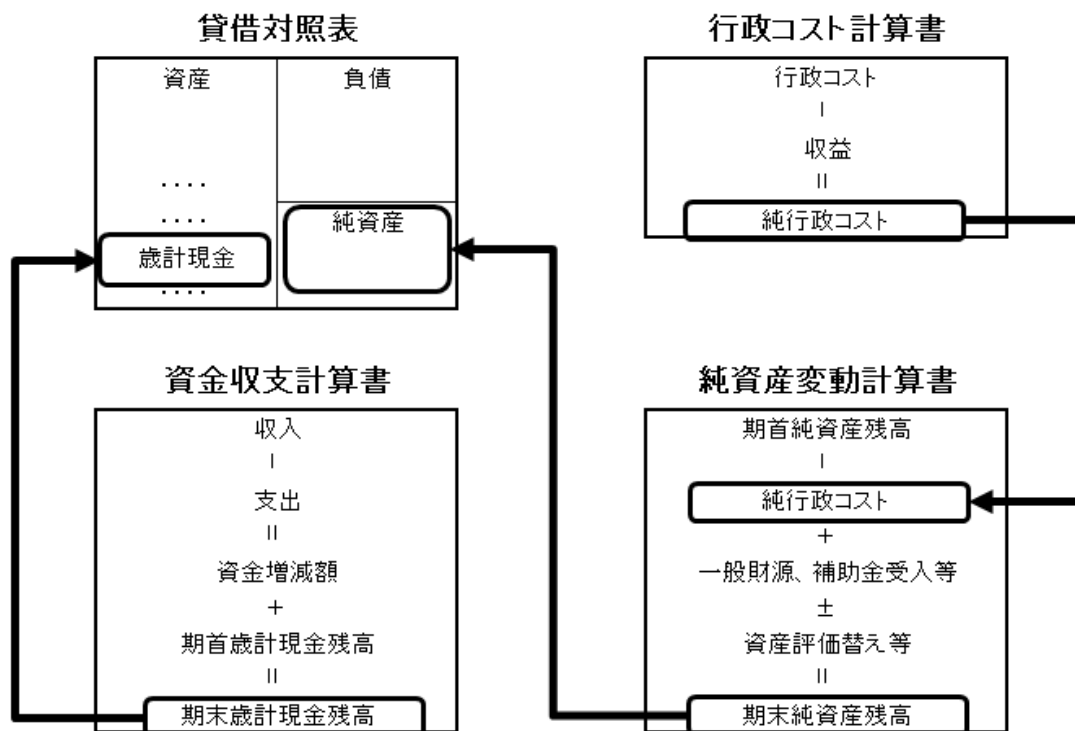 貸借対照表
資産
負債
‥‥
‥‥
純資産
歳計現金
‥‥
行政コスト計算書
行政コスト
－
収益
＝
純行政コスト
資金収支計算書
収入
－
支出
＝
資金増減額
＋
期首歳計現金残高
＝
期末歳計現金残高
純資産変動計算書
期首純資産残高
－
純行政コスト
＋
一般財源、補助金受入等
±
資産評価替え等
＝
期末純資産残高